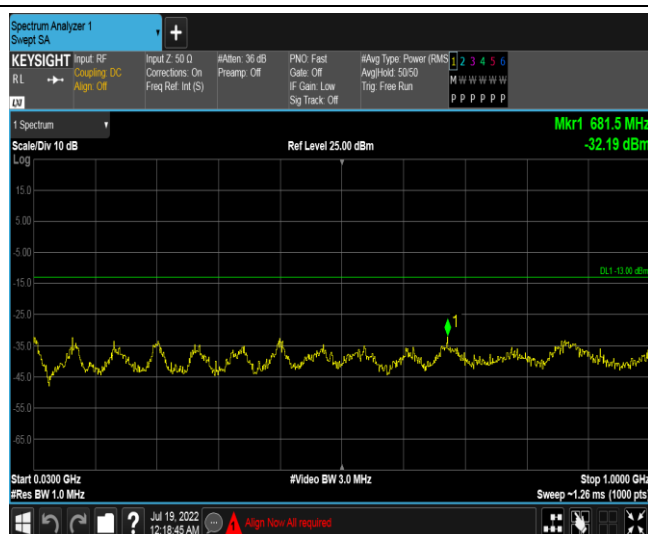 Spectrum Analyzer 1
Swept SA
+
KEYSIGHT
RL
LXI
Input: RF
Coupling: DC
Align: Off
Input Z: 50 Ω
Corrections: On
Freq Ref: Int (S)
#Atten: 36 dB
Preamp: Off
PNO: Fast
Gate: Off
IF Gain: Low
Sig Track: Off
#Avg Type: Power (RMS
Avg|Hold: 50/50
Trig: Free Run
1 2 3 4 5 6
M W W W W W
P P P P P P
1 Spectrum
Mkr1 681.5 MHz
Scale/Div 10 dB
Ref Level 25.00 dBm
-32.19 dBm
Log
15.0
5.00
-5.00
DL1 -13.00 dBm
-15.0
-25.0
1
-35.0
-45.0
-55.0
-65.0
Start 0.0300 GHz
#Video BW 3.0 MHz
Stop 1.0000 GHz
#Res BW 1.0 MHz
Sweep ~1.26 ms (1000 pts)
?
Jul 19, 2022
12:18:45 AM
Align Now All required